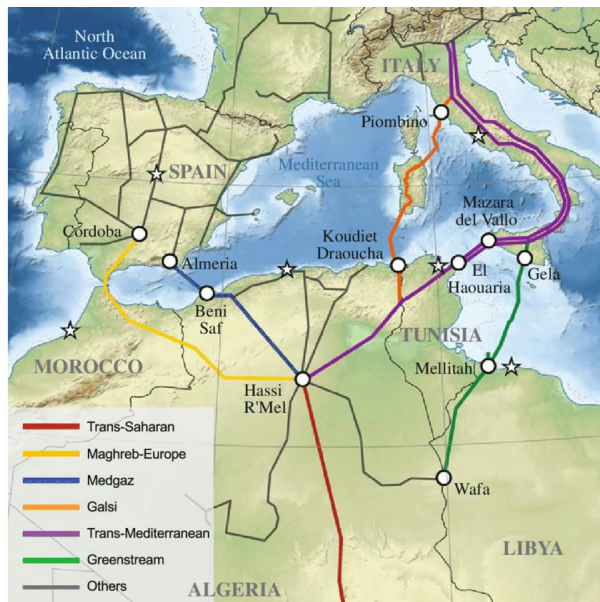 North
Atlantic Ocean
ITALY
Piombino
SPAIN
Mediterranean
Sea
Mazara
del Vallo
Córdoba
Koudiet
Draoucha
Almeria
El
Haouaria
Gela
Beni
Saf
TUNISIA
MOROCCO
Mellitah
Hassi
R'Mel
Trans-Saharan
Maghreb-Europe
Medgaz
Galsi
Trans-Mediterranean
Greenstream
Others
Wafa
LIBYA
ALGERIA